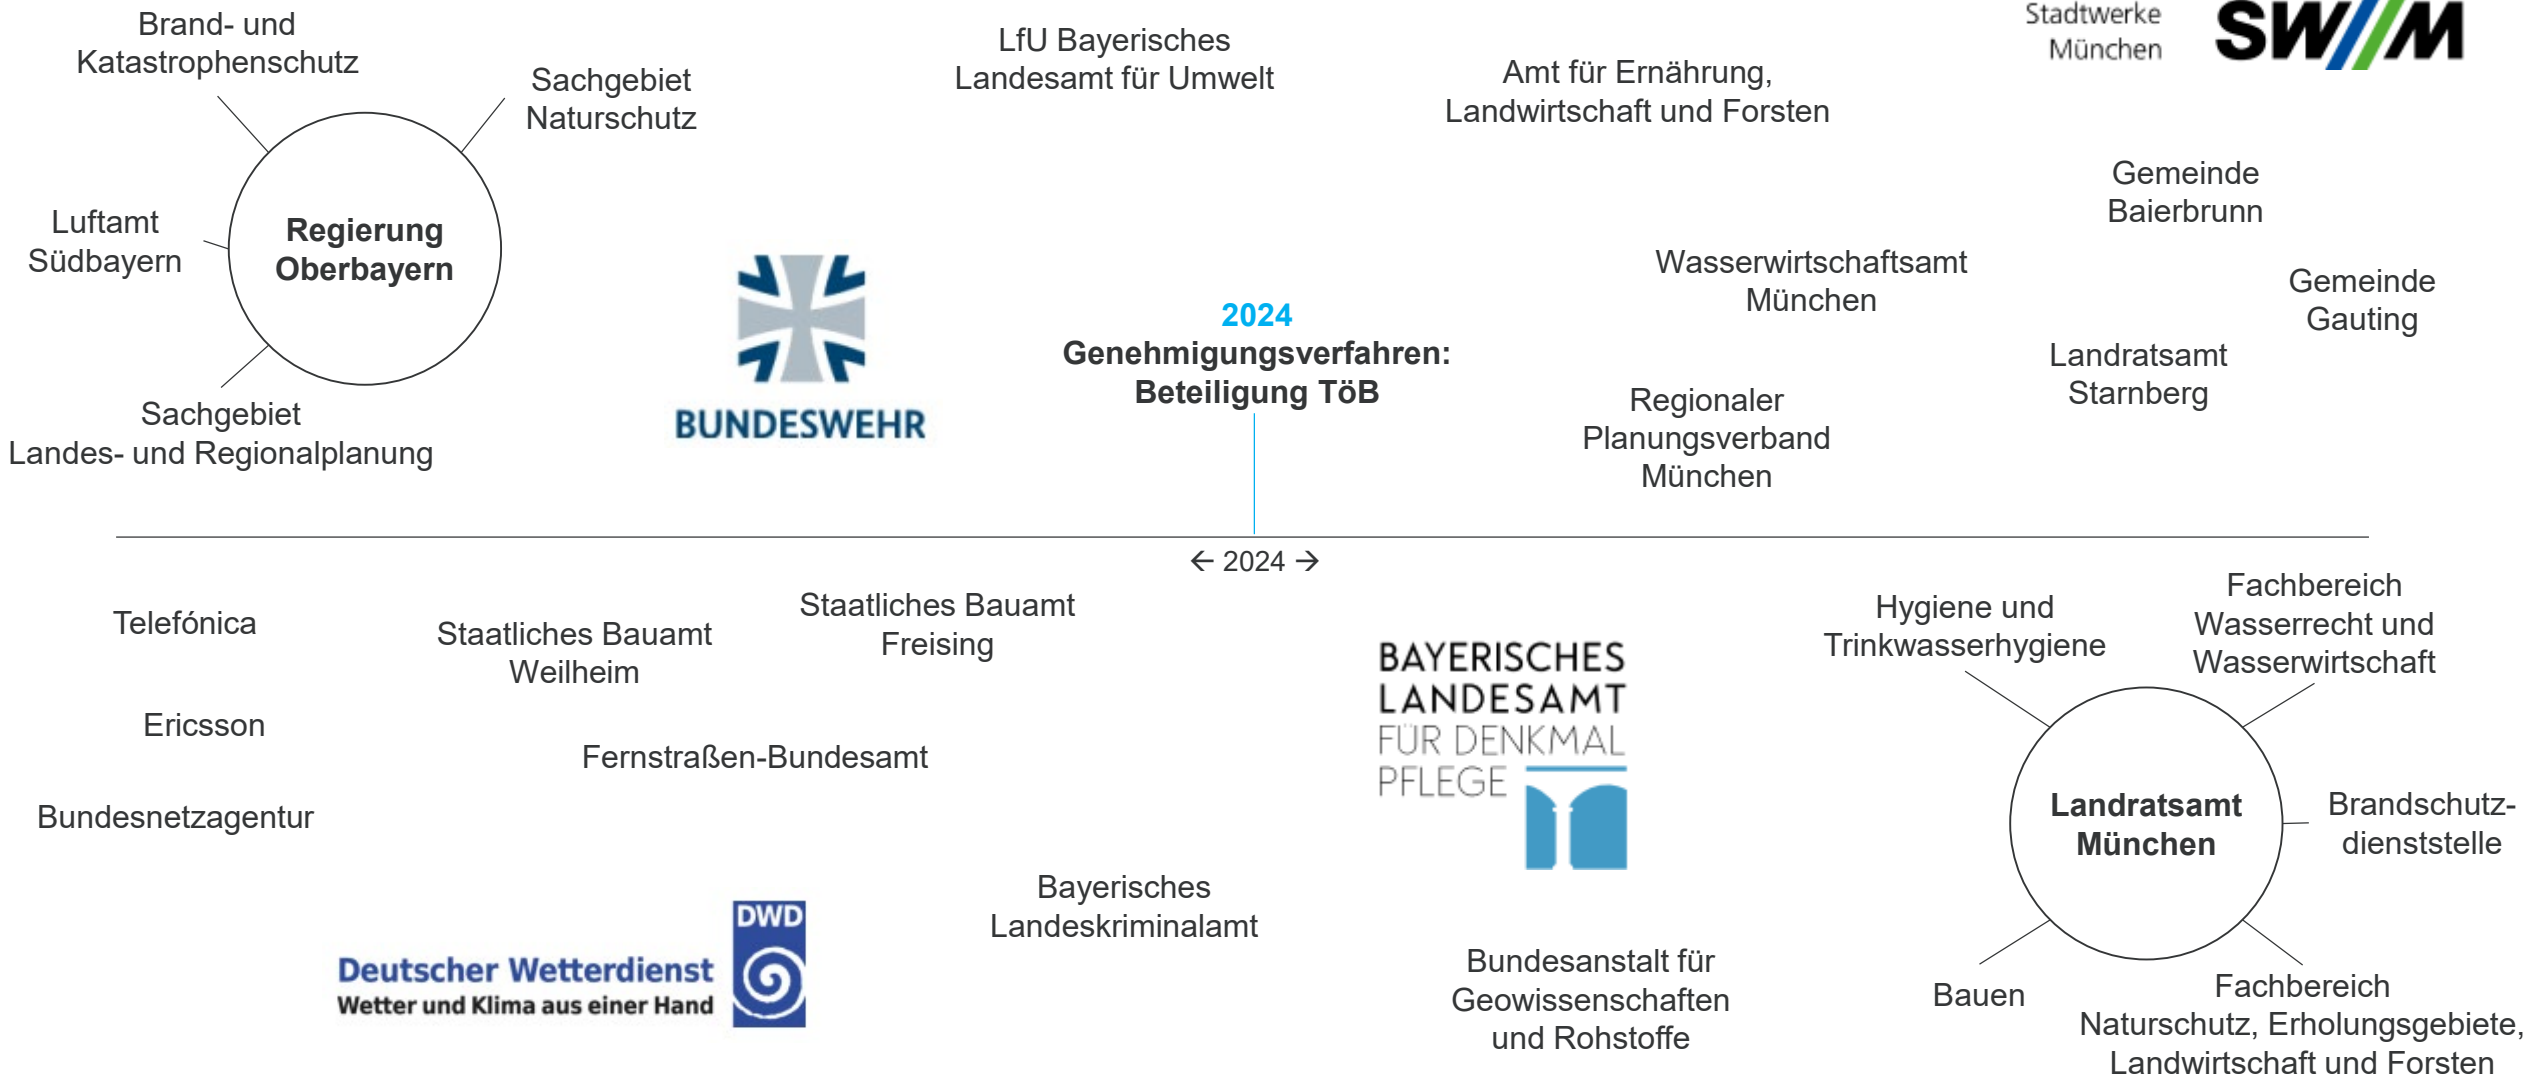 Brand- und
Katastrophenschutz
Sachgebiet
Naturschutz
Luftamt
Südbayern
Regierung
Oberbayern
Sachgebiet
Landes- und Regionalplanung
LfU Bayerisches
Landesamt für Umwelt
Amt für Ernährung,
Landwirtschaft und Forsten
Stadtwerke
München
SWM
Gemeinde
Baierbrunn
Wasserwirtschaftsamt
München
Gemeinde
Gauting
BUNDESWEHR
2024
Genehmigungsverfahren:
Beteiligung TöB
Landratsamt
Starnberg
Regionaler
Planungsverband
München
← 2024 →
Telefónica
Staatliches Bauamt
Weilheim
Staatliches Bauamt
Freising
Ericsson
Fernstraßen-Bundesamt
Bundesnetzagentur
BAYERISCHES
LANDESAMT
FÜR DENKMAL
PFLEGE
Hygiene und
Trinkwasserhygiene
Fachbereich
Wasserrecht und
Wasserwirtschaft
Landratsamt
München
Brandschutz-
dienststelle
Bauen
Fachbereich
Naturschutz, Erholungsgebiete,
Landwirtschaft und Forsten
Bayerisches
Landeskriminalamt
DWD
Deutscher Wetterdienst
Wetter und Klima aus einer Hand
Bundesanstalt für
Geowissenschaften
und Rohstoffe